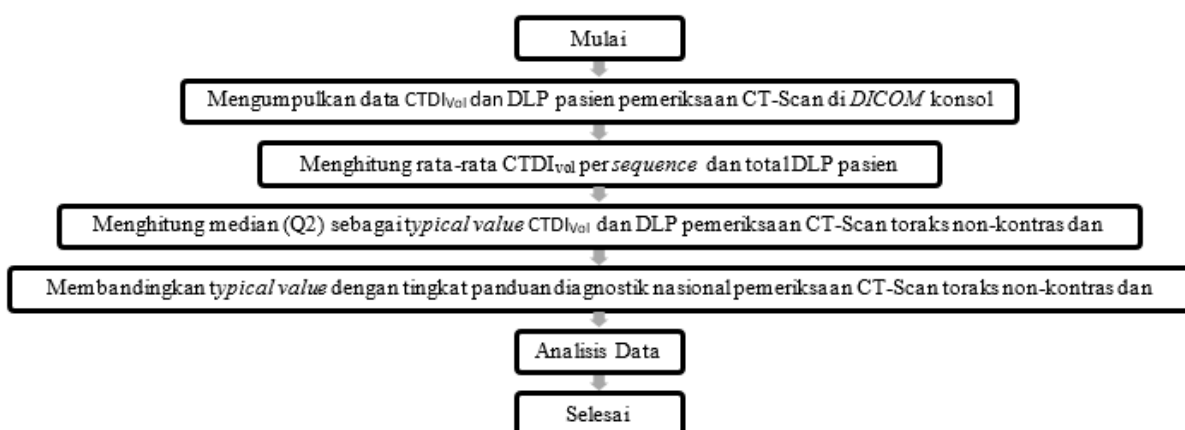 Mulai
Mengumpulkan data CTDIVol dan DLP pasien pemeriksaan CT-Scan di DICOM konsol
Menghitung rata-rata CTDIvol per sequence dan total DLP pasien
Menghitung median (Q2) sebagai typical value CTDIVol dan DLP pemeriksaan CT-Scan toraks non-kontras dan
Membandingkan typical value dengan tingkat panduan diagnostik nasional pemeriksaan CT-Scan toraks non-kontras dan
Analisis Data
Selesai